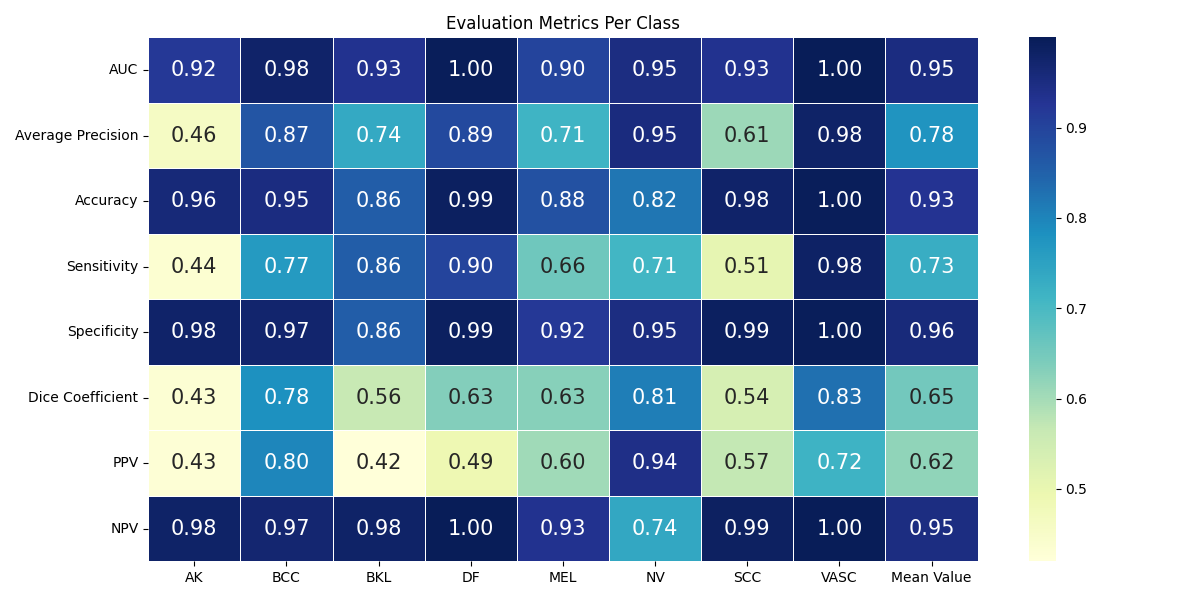 Evaluation Metrics Per Class
AUC 0.92 0.98 0.93 1.00 0.90 0.95 0.93 1.00 0.95
Average Precision 0.46 0.87 0.74 0.89 0.71 0.95 0.61 0.98 0.78
Accuracy 0.96 0.95 0.86 0.99 0.88 0.82 0.98 1.00 0.93
Sensitivity 0.44 0.77 0.86 0.90 0.66 0.71 0.51 0.98 0.73
Specificity 0.98 0.97 0.86 0.99 0.92 0.95 0.99 1.00 0.96
Dice Coefficient 0.43 0.78 0.56 0.63 0.63 0.81 0.54 0.83 0.65
PPV 0.43 0.80 0.42 0.49 0.60 0.94 0.57 0.72 0.62
NPV 0.98 0.97 0.98 1.00 0.93 0.74 0.99 1.00 0.95
AK BCC BKL DF MEL NV SCC VASC Mean Value
0.9
0.8
0.7
0.6
0.5